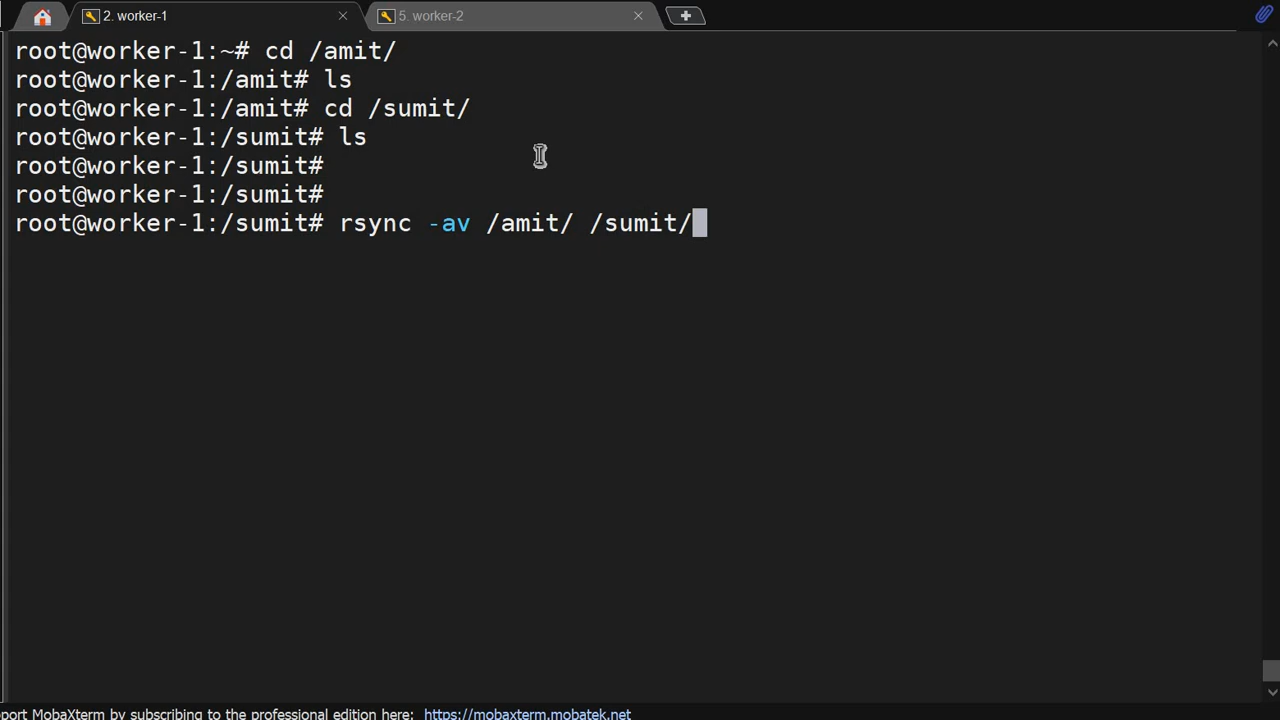 2. worker-1
5. worker-2
root@worker-1:~# cd /amit/
root@worker-1:/amit# ls
root@worker-1:/amit# cd /sumit/
root@worker-1:/sumit# ls
root@worker-1:/sumit#
root@worker-1:/sumit#
root@worker-1:/sumit# rsync -av /amit/ /sumit/
port MobaXterm by subscribing to the professional edition here: https://mobaxterm.mobatek.net